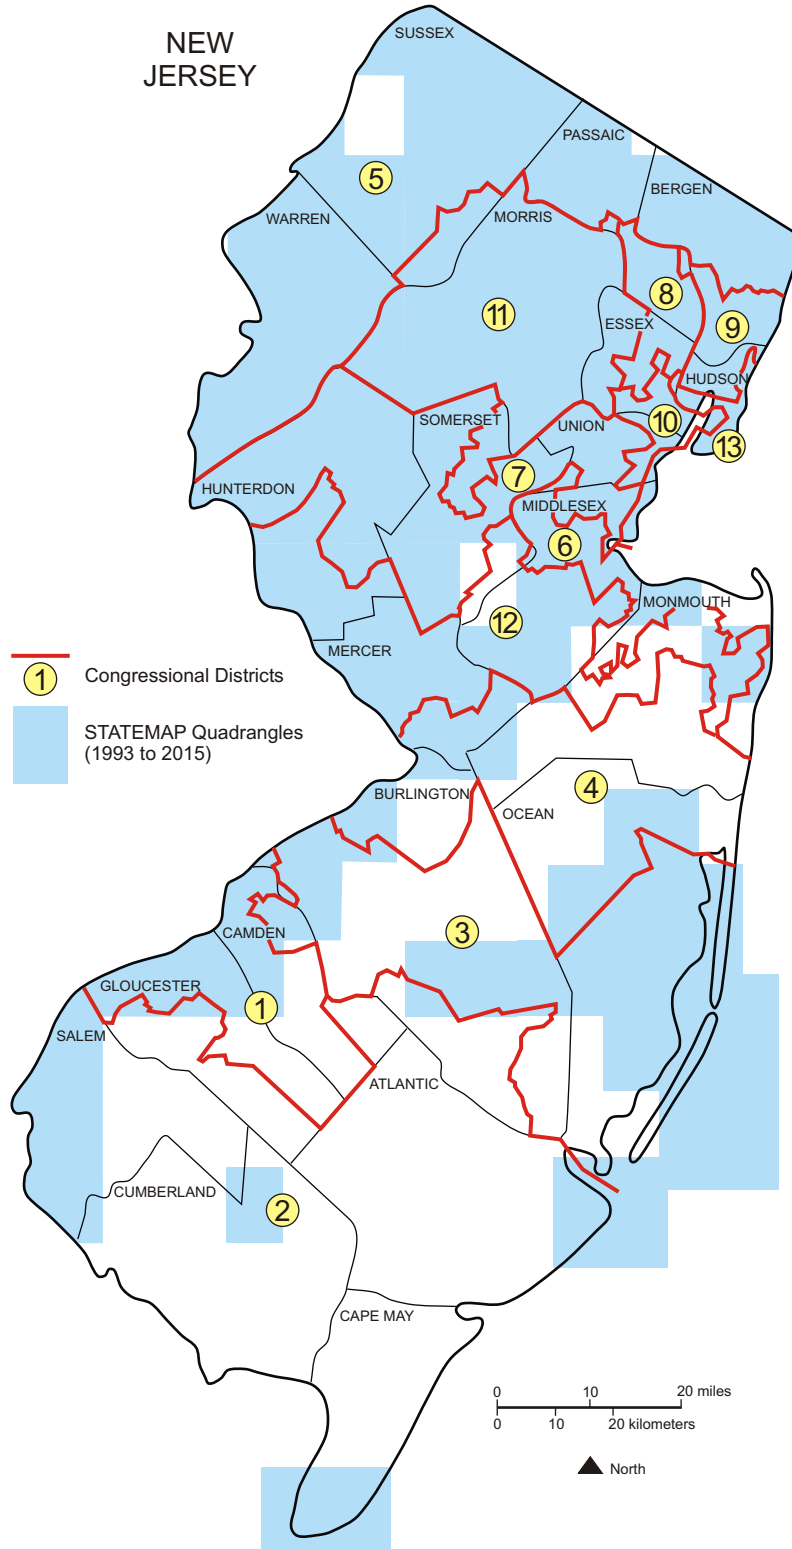 NEW
JERSEY
SUSSEX
PASSAIC
5
BERGEN
WARREN
MORRIS
8
11
ESSEX
9
HUDSON
SOMERSET
UNION
10
13
7
HUNTERDON
MIDDLESEX
6
MONMOUTH
12
MERCER
1
Congressional Districts
STATEMAP Quadrangles
(1993 to 2015)
BURLINGTON
4
OCEAN
3
CAMDEN
GLOUCESTER
1
SALEM
ATLANTIC
CUMBERLAND
2
CAPE MAY
0 10 20 miles
0 10 20 kilometers
North